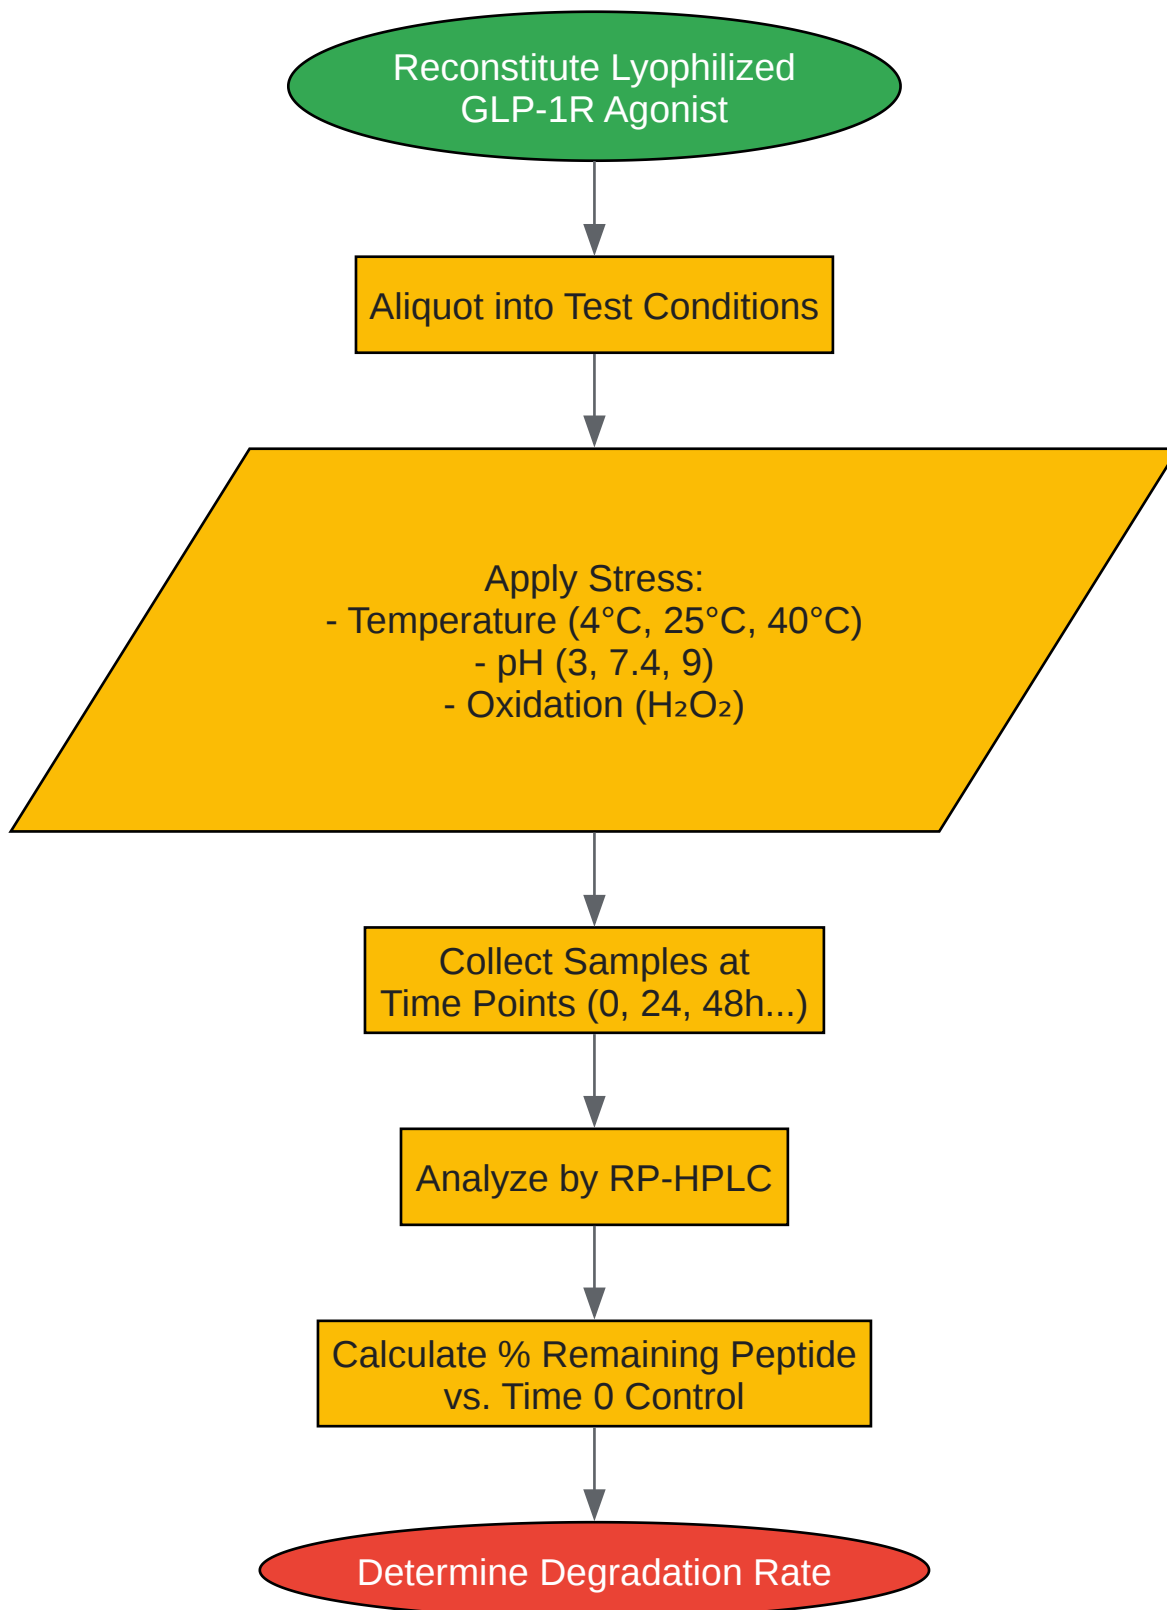 Reconstitute Lyophilized
GLP-1R Agonist
Aliquot into Test Conditions
Apply Stress:
- Temperature (4°C, 25°C, 40°C)
- pH (3, 7.4, 9)
- Oxidation (H₂O₂)
Collect Samples at
Time Points (0, 24, 48h...)
Analyze by RP-HPLC
Calculate % Remaining Peptide
vs. Time 0 Control
Determine Degradation Rate